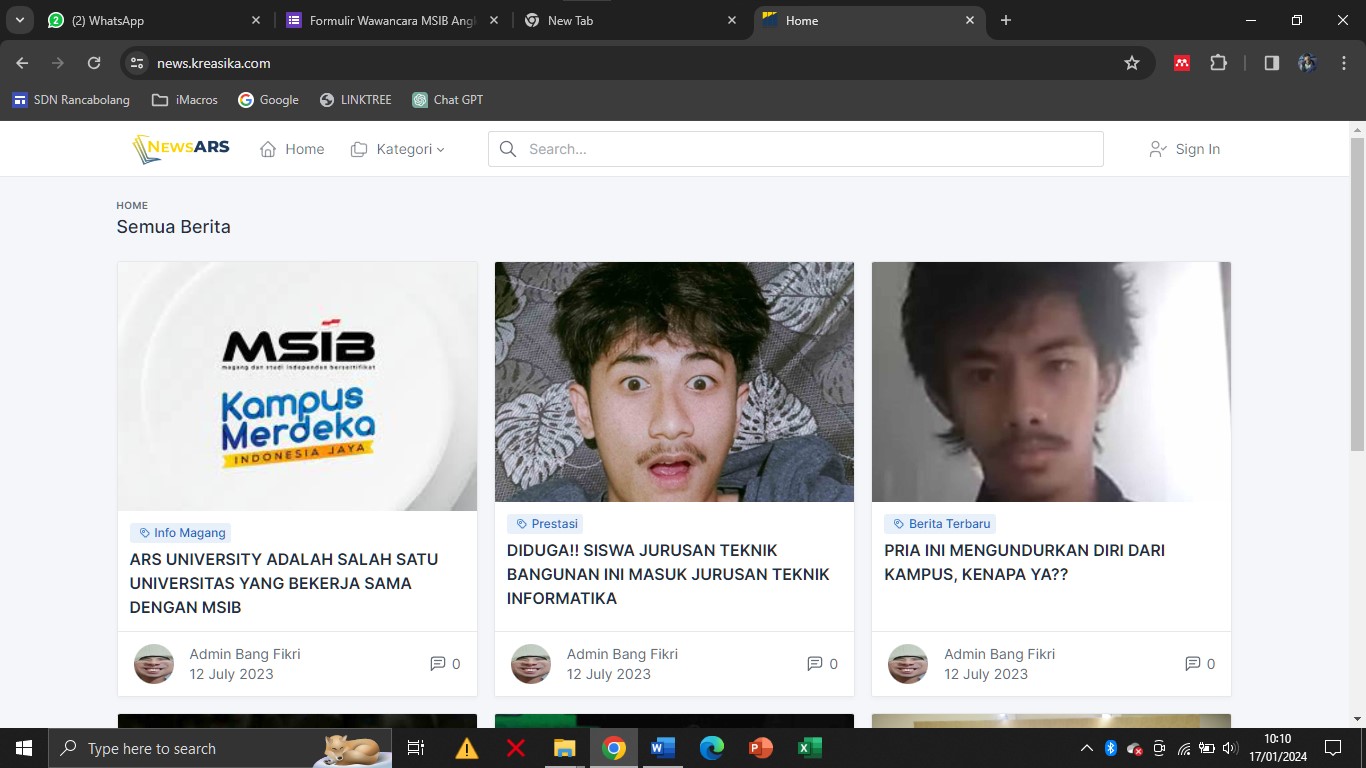 (2) WhatsApp
Formulir Wawancara MSIB Angk
New Tab
Home
news.kreasika.com
SDN Rancabolang
iMacros
Google
LINKTREE
Chat GPT
NewsARS
Home
Kategori
Search...
Sign In
HOME
Semua Berita
MSIB
magang dan studi independen bersertifikat
Kampus
Merdeka
INDONESIA JAYA
Info Magang
ARS UNIVERSITY ADALAH SALAH SATU
UNIVERSITAS YANG BEKERJA SAMA
DENGAN MSIB
Admin Bang Fikri
12 July 2023
0
Prestasi
DIDUGA!! SISWA JURUSAN TEKNIK
BANGUNAN INI MASUK JURUSAN TEKNIK
INFORMATIKA
Admin Bang Fikri
12 July 2023
0
Berita Terbaru
PRIA INI MENGUNDURKAN DIRI DARI
KAMPUS, KENAPA YA??
Admin Bang Fikri
12 July 2023
0
Type here to search
10:10
17/01/2024